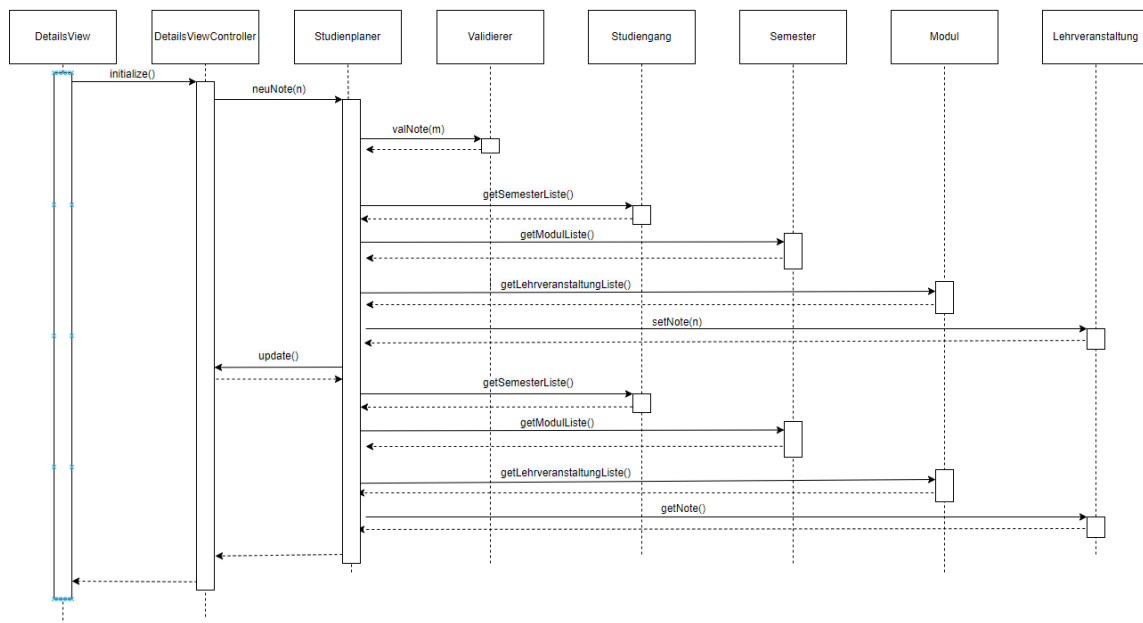 DetailsView
DetailsViewController
Studienplaner
Validierer
Studiengang
Semester
Modul
Lehrveranstaltung
initialize()
neuNote(n)
valNote(m)
getSemesterListe()
getModulListe()
getLehrveranstaltungListe()
setNote(n)
update()
getSemesterListe()
getModulListe()
getLehrveranstaltungListe()
getNote()